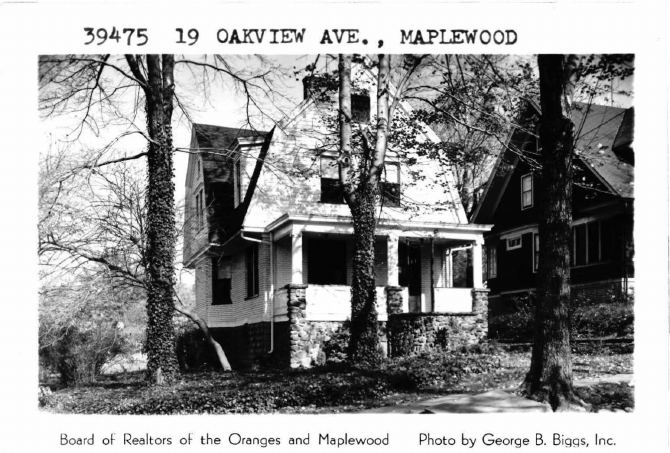 39475 19 OAKVIEW AVE., MAPLEWOOD
Board of Realtors of the Oranges and Maplewood Photo by George B. Biggs, Inc.